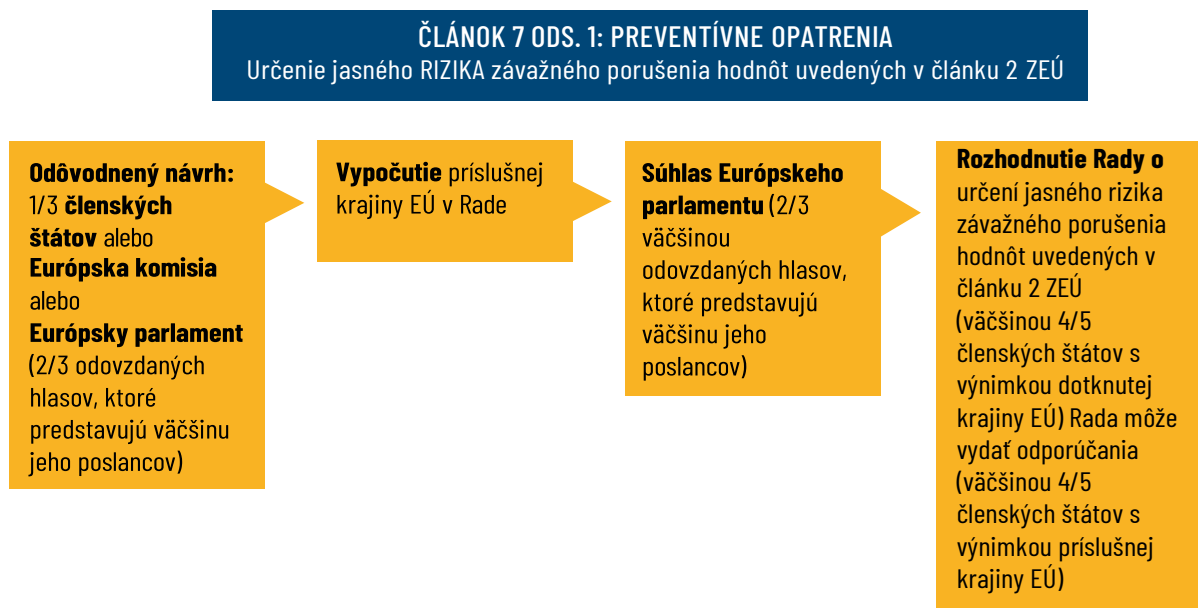 ČLÁNOK 7 ODS. 1: PREVENTÍVNE OPATRENIA
Určenie jasného RIZIKA závažného porušenia hodnôt uvedených v článku 2 ZEÚ
Odôvodnený návrh:
1/3 členských
štátov alebo
Európska komisia
alebo
Európsky parlament
(2/3 odovzdaných
hlasov, ktoré
predstavujú väčšinu
jeho poslancov)
Vypočutie príslušnej
krajiny EÚ v Rade
Súhlas Európskeho
parlamentu (2/3
väčšinou
odovzdaných hlasov,
ktoré predstavujú
väčšinu jeho
poslancov)
Rozhodnutie Rady o
určení jasného rizika
závažného porušenia
hodnôt uvedených v
článku 2 ZEÚ
(väčšinou 4/5
členských štátov s
výnimkou dotknutej
krajiny EÚ) Rada môže
vydať odporúčania
(väčšinou 4/5
členských štátov s
výnimkou príslušnej
krajiny EÚ)